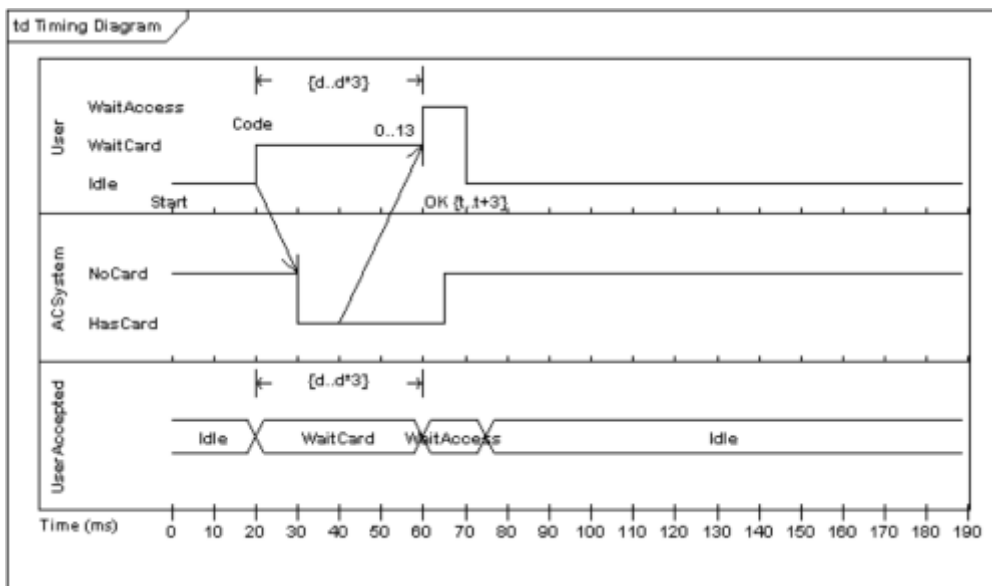 td Timing Diagram
User
{d..d*3}
WaitAccess
Code
0..13
WaitCard
Idle
Start
OK {t,.t+3}
ACSystem
NoCard
HasCard
UserAccepted
{d..d*3}
Idle WaitCard WaitAccess Idle
Time (ms) 0 10 20 30 40 50 60 70 80 90 100 110 120 130 140 150 160 170 180 190